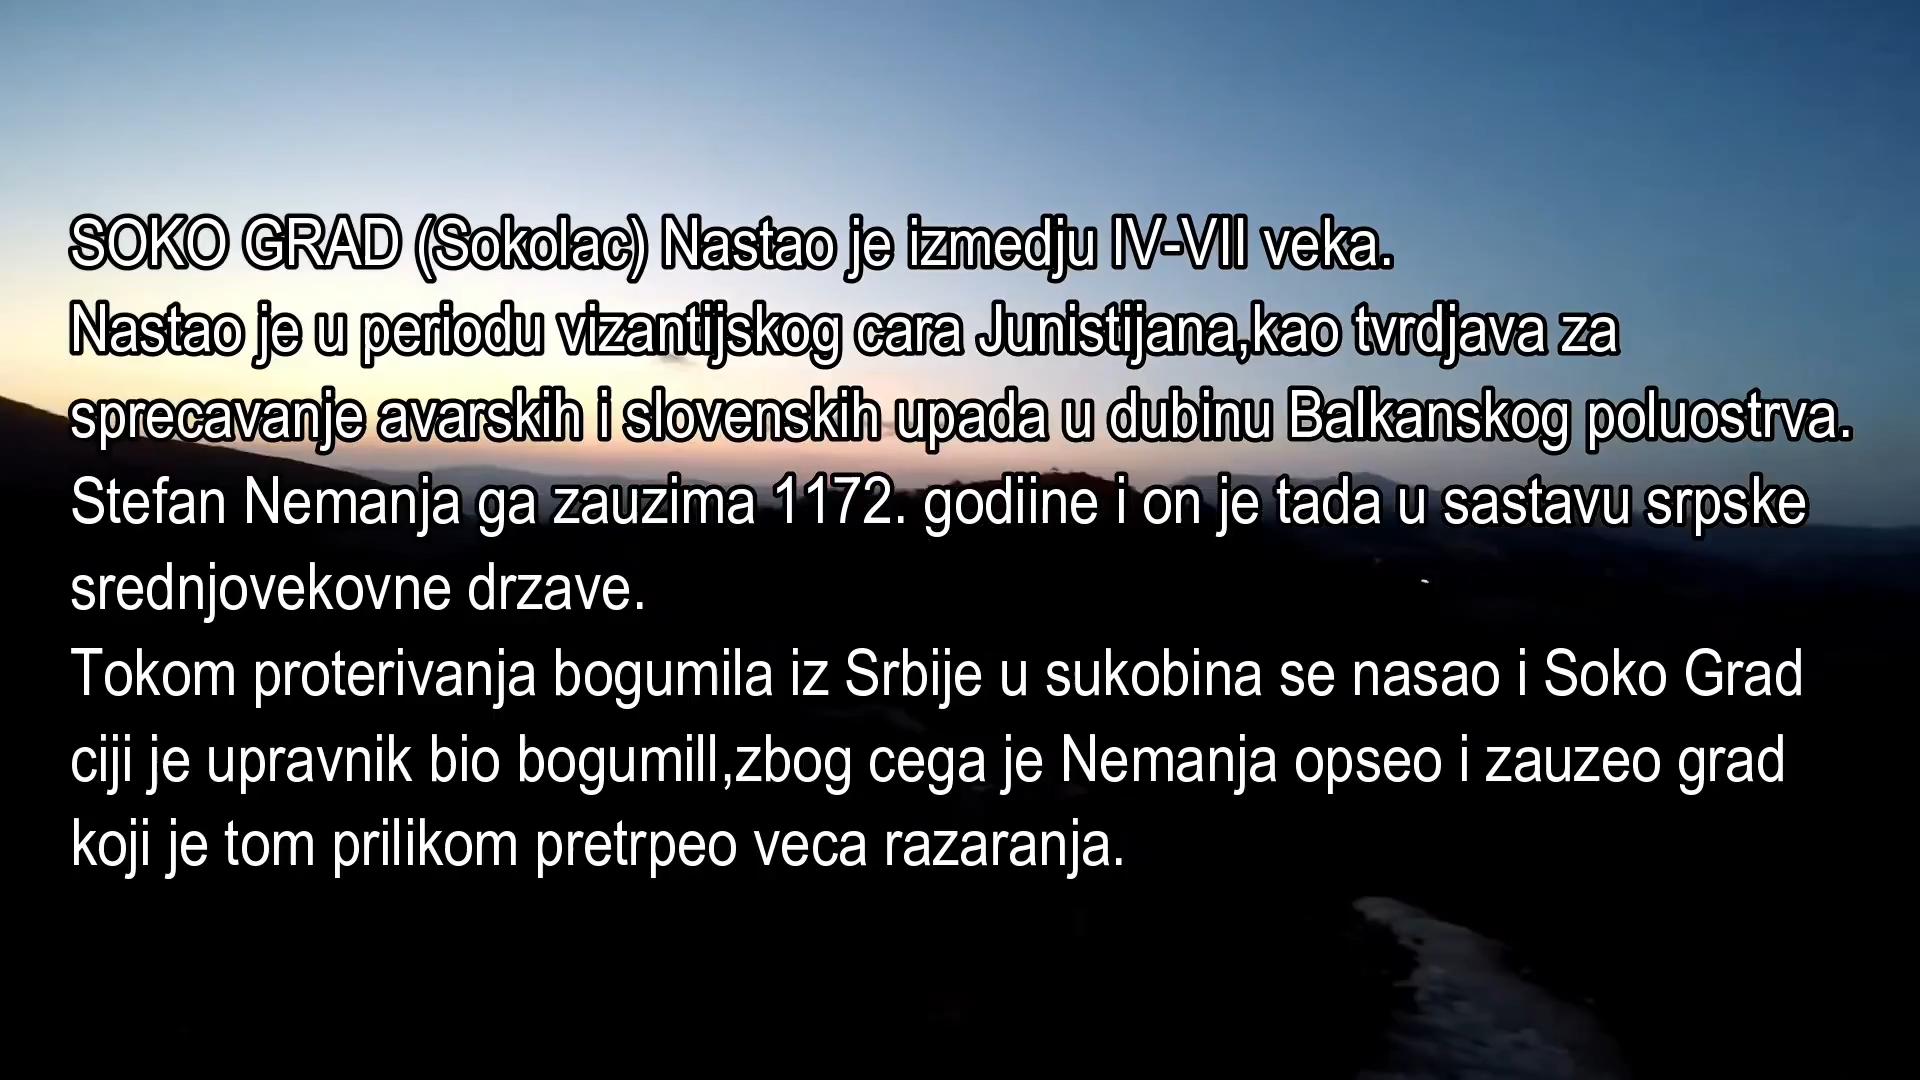 SOKO GRAD (Sokolac) Nastao je izmedju IV-VII veka.
Nastao je u periodu vizantijskog cara Junistijana,kao tvrdjava za
sprecavanje avarskih i slovenskih upada u dubinu Balkanskog poluostrva.
Stefan Nemanja ga zauzima 1172. godiine i on je tada u sastavu srpske
srednjovekovne drzave.
Tokom proterivanja bogumila iz Srbije u sukobina se nasao i Soko Grad
ciji je upravnik bio bogumill,zbog cega je Nemanja opseo i zauzeo grad
koji je tom prilikom pretrpeo veca razaranja.